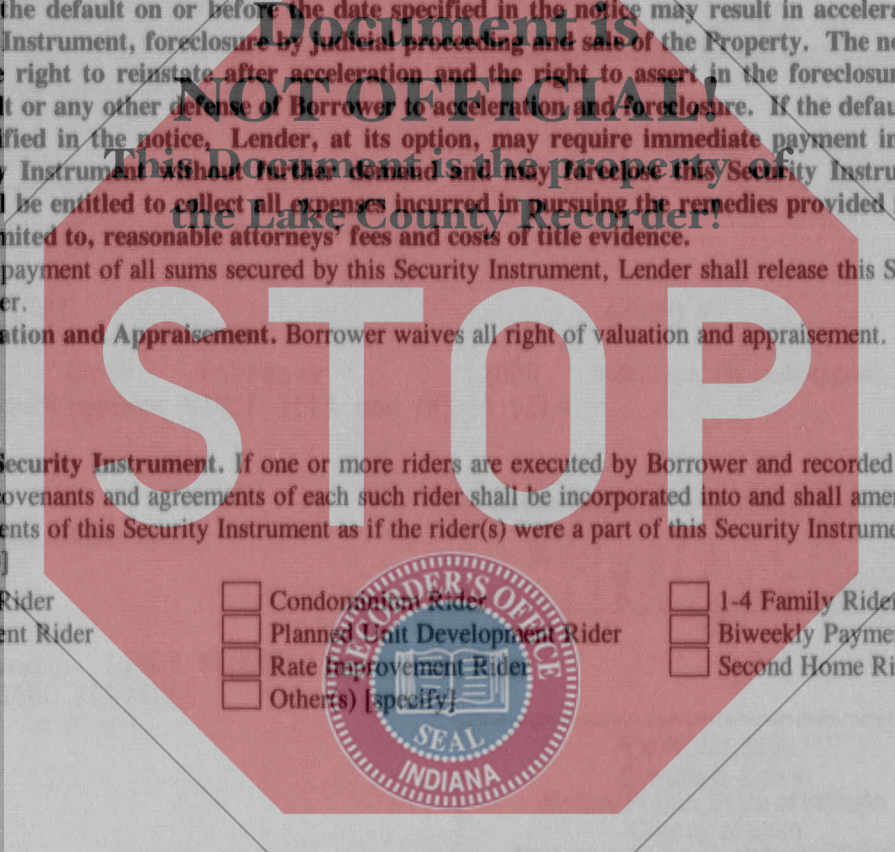 the default on or before the date specified in the notice may result in acceler
Document is
Instrument, foreclosure by judicial proceeding and sale of the Property. The
right to reinstate after acceleration and the right to assert in the foreclosu
NOT OFFICIAL!
t or any other defense of Borrower to acceleration and foreclosure. If the defau
fied in the notice, Lender, at its option, may require immediate payment in
This Document is the property of
Instrument without further demand and may foreclose this Security Instru
be entitled to collect all expenses incurred in pursuing the remedies provided
the Lake County Recorder!
mited to, reasonable attorneys' fees and costs of title evidence.
payment of all sums secured by this Security Instrument, Lender shall release this S
er.
ation and Appraisement. Borrower waives all right of valuation and appraisement.
STOP
Security Instrument. If one or more riders are executed by Borrower and recorded
ovenants and agreements of each such rider shall be incorporated into and shall ame
ents of this Security Instrument as if the rider(s) were a part of this Security Instrume
]
Rider Condominium Rider 1-4 Family Rider
ent Rider Planned Unit Development Rider Biweekly Payme
Rate Improvement Rider Second Home Ri
Other(s) [specify]
RECORDER'S OFFICE
SEAL
INDIANA